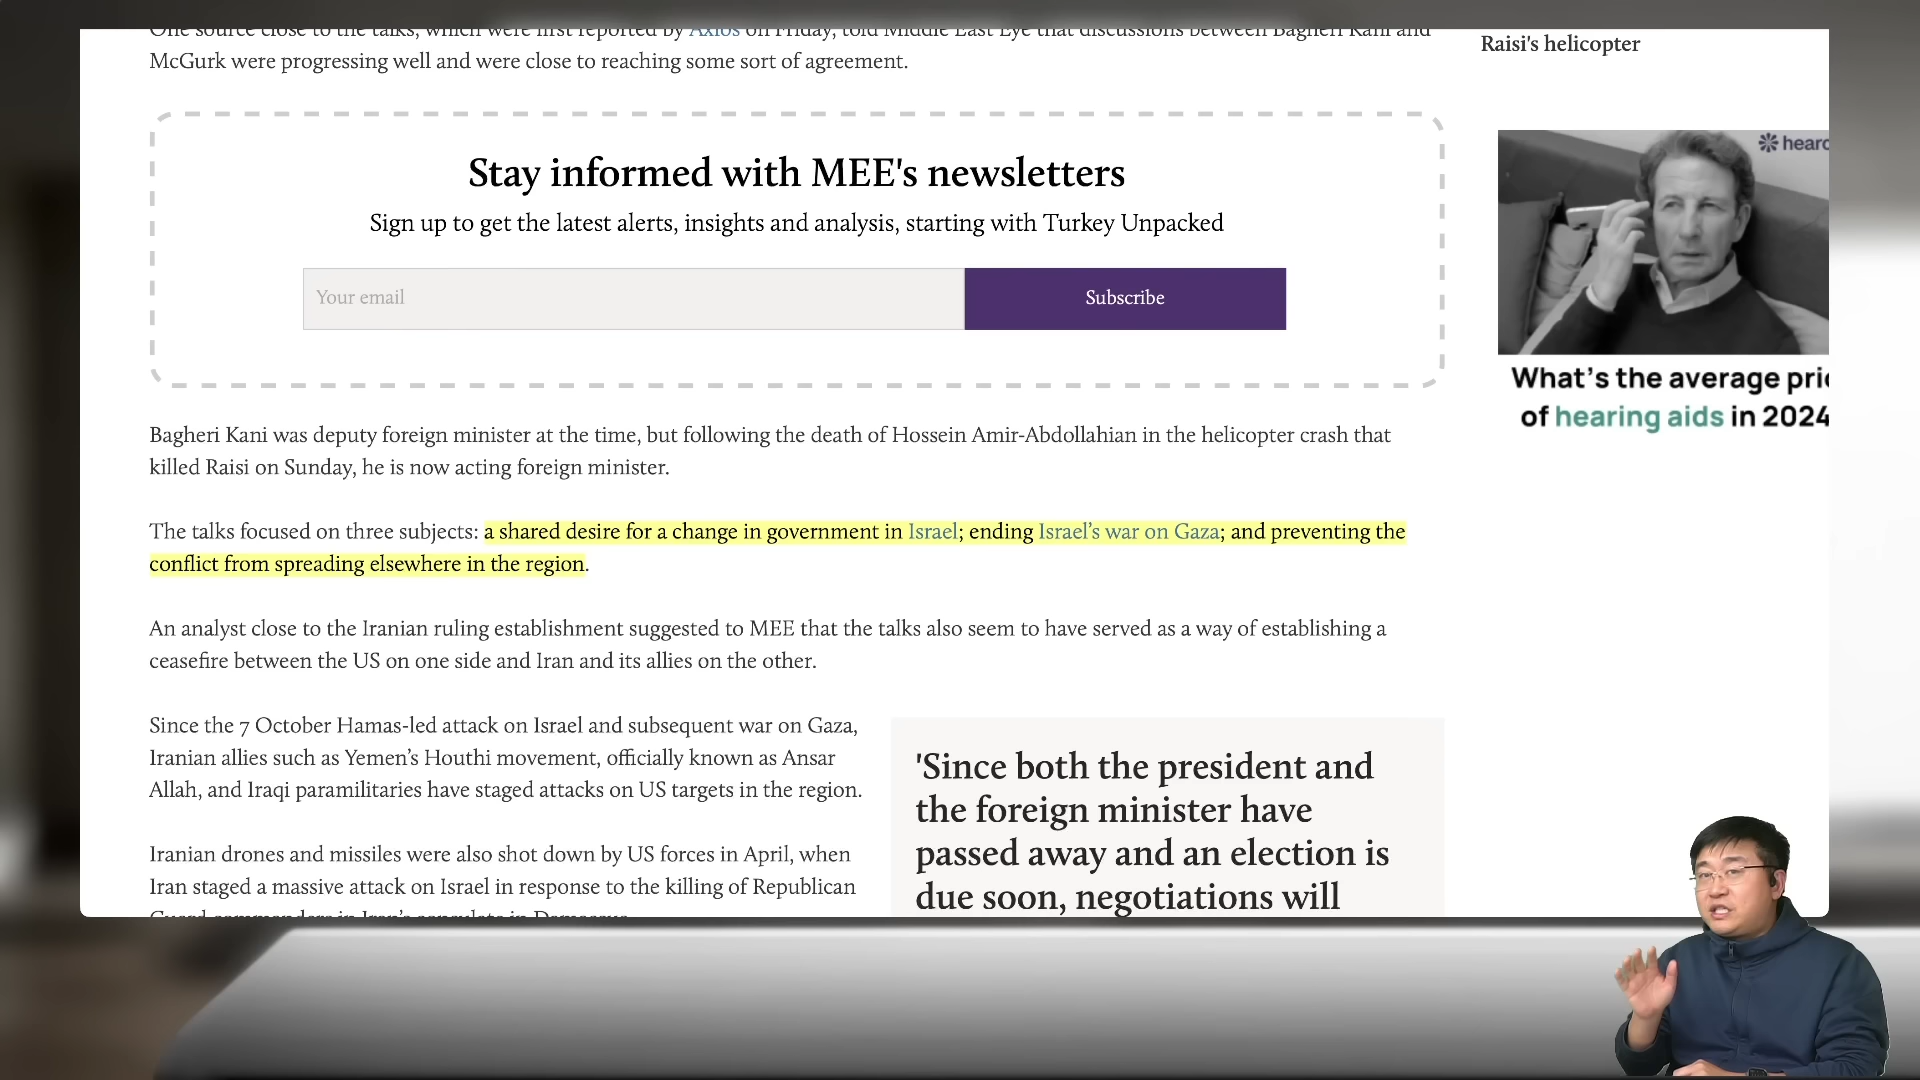 One source close to the talks, which were first reported by Axios on Friday, told Middle East Eye that discussions between Bagheri Kani and
McGurk were progressing well and were close to reaching some sort of agreement.
Stay informed with MEE's newsletters
Sign up to get the latest alerts, insights and analysis, starting with Turkey Unpacked
Your email
Subscribe
Bagheri Kani was deputy foreign minister at the time, but following the death of Hossein Amir-Abdollahian in the helicopter crash that
killed Raisi on Sunday, he is now acting foreign minister.
The talks focused on three subjects: a shared desire for a change in government in Israel; ending Israel’s war on Gaza; and preventing the
conflict from spreading elsewhere in the region.
An analyst close to the Iranian ruling establishment suggested to MEE that the talks also seem to have served as a way of establishing a
ceasefire between the US on one side and Iran and its allies on the other.
Since the 7 October Hamas-led attack on Israel and subsequent war on Gaza,
Iranian allies such as Yemen’s Houthi movement, officially known as Ansar
Allah, and Iraqi paramilitaries have staged attacks on US targets in the region.
Iranian drones and missiles were also shot down by US forces in April, when
Iran staged a massive attack on Israel in response to the killing of Republican
Guard commanders in Iran’s consulate in Damascus.
'Since both the president and
the foreign minister have
passed away and an election is
due soon, negotiations will
Raisi's helicopter
hearc
What's the average pric
of hearing aids in 2024